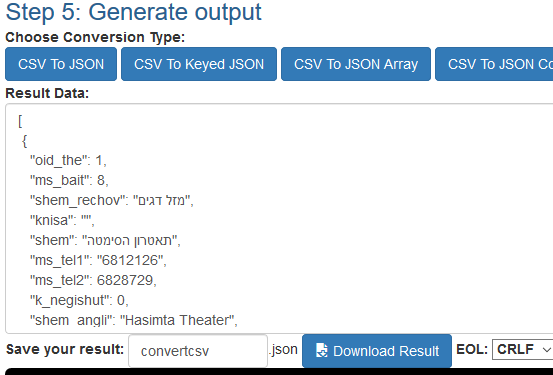 Step 5: Generate output
Choose Conversion Type:
CSV To JSON CSV To Keyed JSON CSV To JSON Array CSV To JSON Co
Result Data:
[
{
"oid_the": 1,
"ms_bait": 8,
"shem_rechov": "מזל דגים",
"knisa": "",
"shem": "תאטרון הסימטה",
"ms_tel1": "6812126",
"ms_tel2": 6828729,
"k_negishut": 0,
"shem_angli": "Hasimta Theater",
Save your result: convertcsv .json Download Result EOL: CRLF